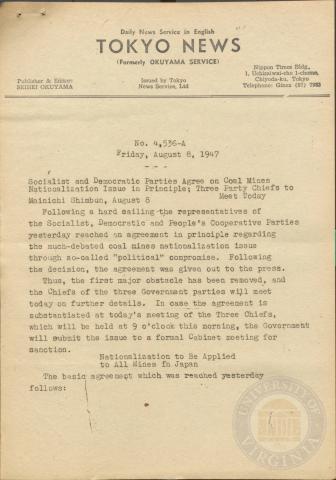 Daily News Service in English
TOKYO NEWS
(Formerly OKUYAMA SERVICE)
Publisher & Editor:
SEIHEI OKUYAMA
Issued by Tokyo
News Service, Ltd
Nippon Times Bldg.
1, Uchisaiwai-cho 1-chome,
Chiyoda-ku, Tokyo
Telephone: Ginza (57)
No. 4,536-A
Friday, August 8, 1947
- - -
Socialist and Democratic Parties Agree on Coal Mines
Nationalization Issue in Principle; Three Party Chiefs to
Mainichi Shimbun, August 8 Meet Today
Following a hard sailing the representatives of
the Socialist, Democratic and People's Cooperative Parties
yesterday reached an agreement in principle regarding
the much-debated coal mines nationalization issue
through so-called "political" compromise. Following
the decision, the agreement was given out to the press.
Thus, the first major obstacle has been removed, and
the Chiefs of the three Government parties will meet
today on further details. In case the agreement is
substantiated at today's meeting of the Three Chiefs,
which will be held at 9 o'clock this morning, the Government
will submit the issue to a formal Cabinet meeting for
sanction.
Nationalization to Be Applied
to All Mines in Japan
The basic agreement which was reached yesterday
follows:
UNIVERSITY OF VIRGINIA